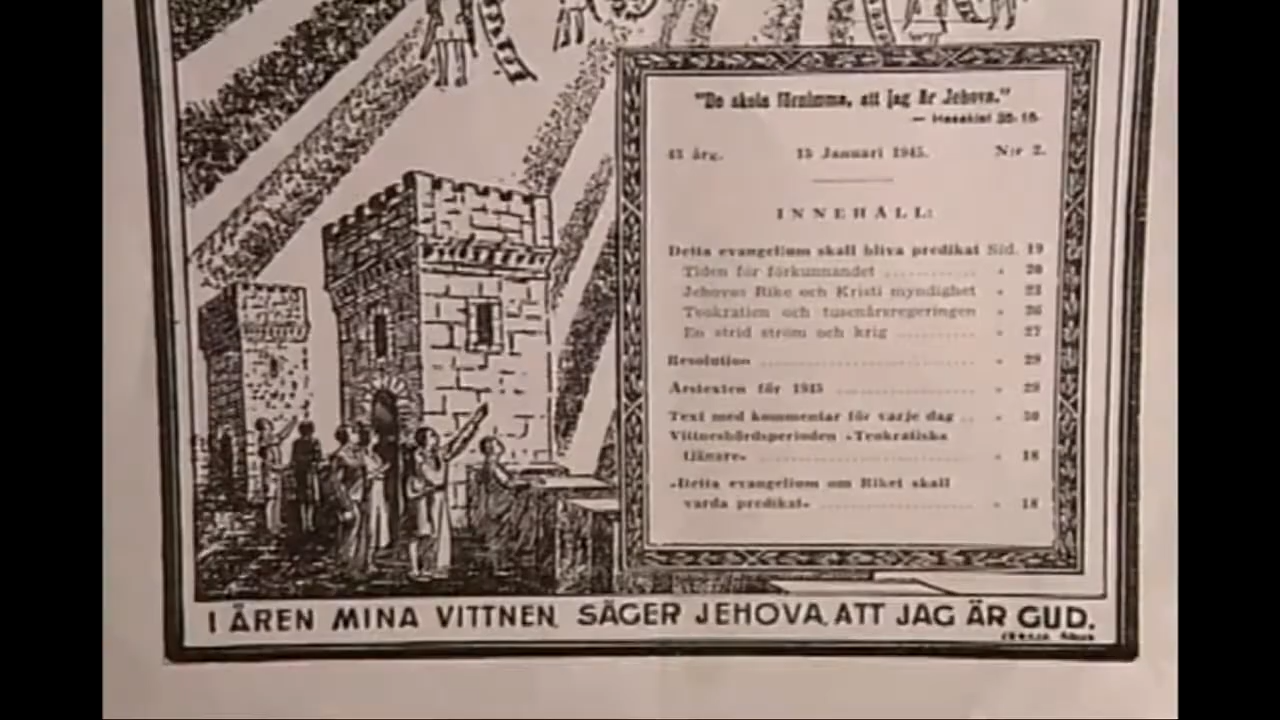 "De skola förnimma, att jag är Jehova."
— Hesekiel 35: 15.
43 årg. 15 Januari 1945. N:r 2.
INNEHÅLL:
Detta evangelium skall bliva predikat Sid. 19
Tiden för förkunnandet ............ » 20
Jehovas Rike och Kristi myndighet » 23
Teokratien och tusenårsregeringen » 26
En strid ström och krig .......... » 27
Resolution .............................. » 29
Årstexten för 1945 .................. » 29
Text med kommentar för varje dag .. » 30
Vittnesbördsperioden »Teokratiska
tjänare» .............................. » 18
»Detta evangelium om Riket skall
varda predikat» ...................... » 18
I ÄREN MINA VITTNEN, SÄGER JEHOVA, ATT JAG ÄR GUD.